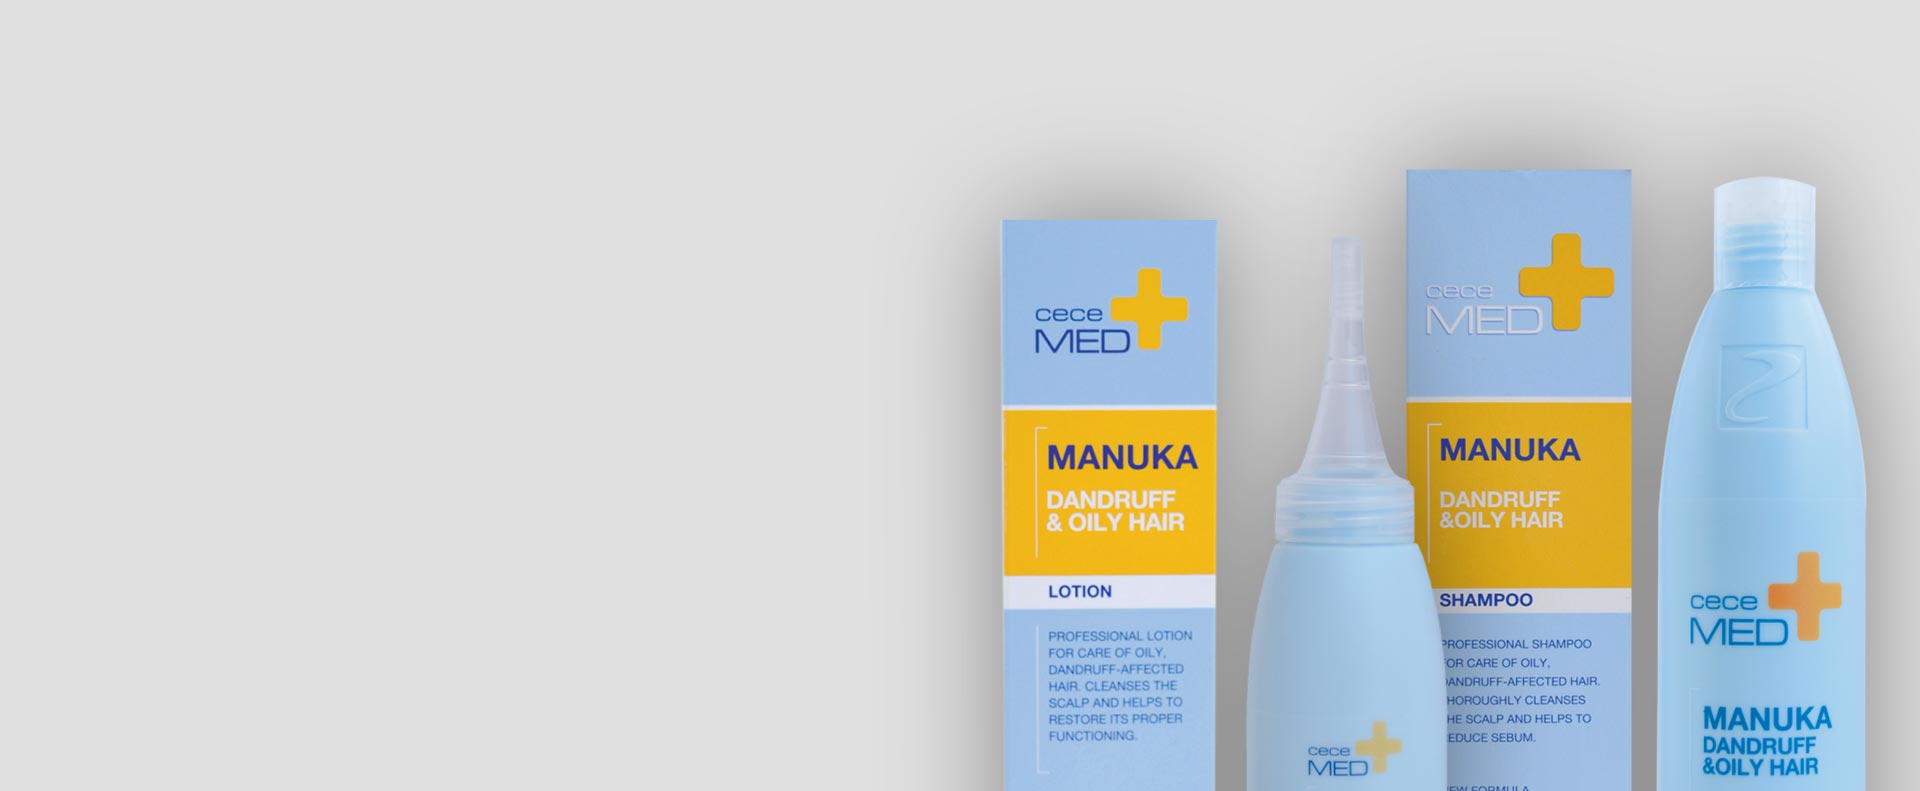 cece
MED
MANUKA
DANDRUFF
& OILY HAIR
LOTION
PROFESSIONAL LOTION
FOR CARE OF OILY,
DANDRUFF-AFFECTED
HAIR. CLEANSES THE
SCALP AND HELPS TO
RESTORE ITS PROPER
FUNCTIONING.
cece
MED
cece
MED
MANUKA
DANDRUFF
&OILY HAIR
SHAMPOO
PROFESSIONAL SHAMPOO
FOR CARE OF OILY,
DANDRUFF-AFFECTED HAIR.
THOROUGHLY CLEANSES
THE SCALP AND HELPS TO
REDUCE SEBUM.
FORMULA
cece
MED
MANUKA
DANDRUFF
&OILY HAIR